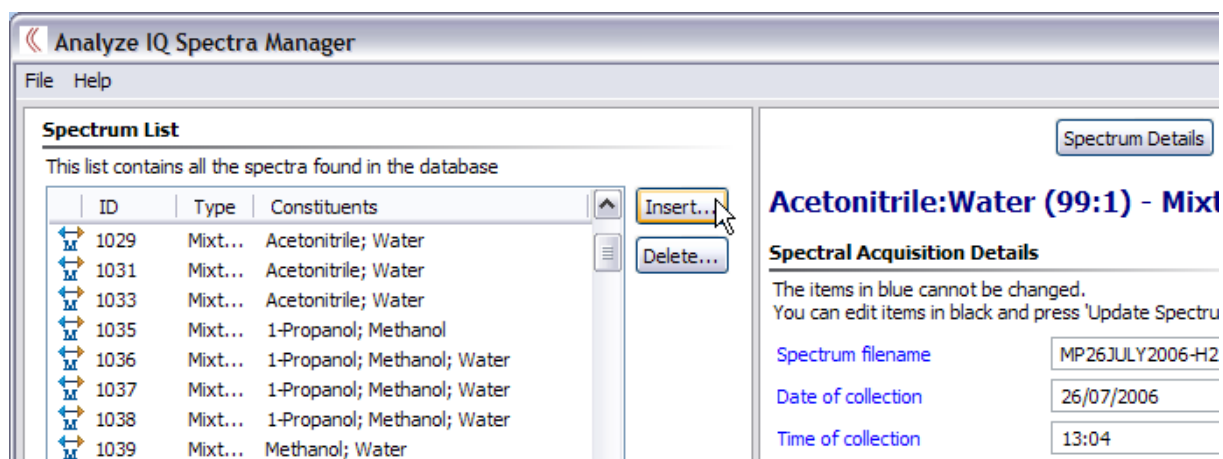 Analyze IQ Spectra Manager
File Help
Spectrum List
This list contains all the spectra found in the database
ID Type Constituents
M 1029 Mixt... Acetonitrile; Water
M 1031 Mixt... Acetonitrile; Water
M 1033 Mixt... Acetonitrile; Water
M 1035 Mixt... 1-Propanol; Methanol
M 1036 Mixt... 1-Propanol; Methanol; Water
M 1037 Mixt... 1-Propanol; Methanol; Water
M 1038 Mixt... 1-Propanol; Methanol; Water
M 1039 Mixt... Methanol; Water
Insert...
Delete...
Spectrum Details
Acetonitrile:Water (99:1) - Mixt
Spectral Acquisition Details
The items in blue cannot be changed.
You can edit items in black and press 'Update Spectru
Spectrum filename MP26JULY2006-H2
Date of collection 26/07/2006
Time of collection 13:04